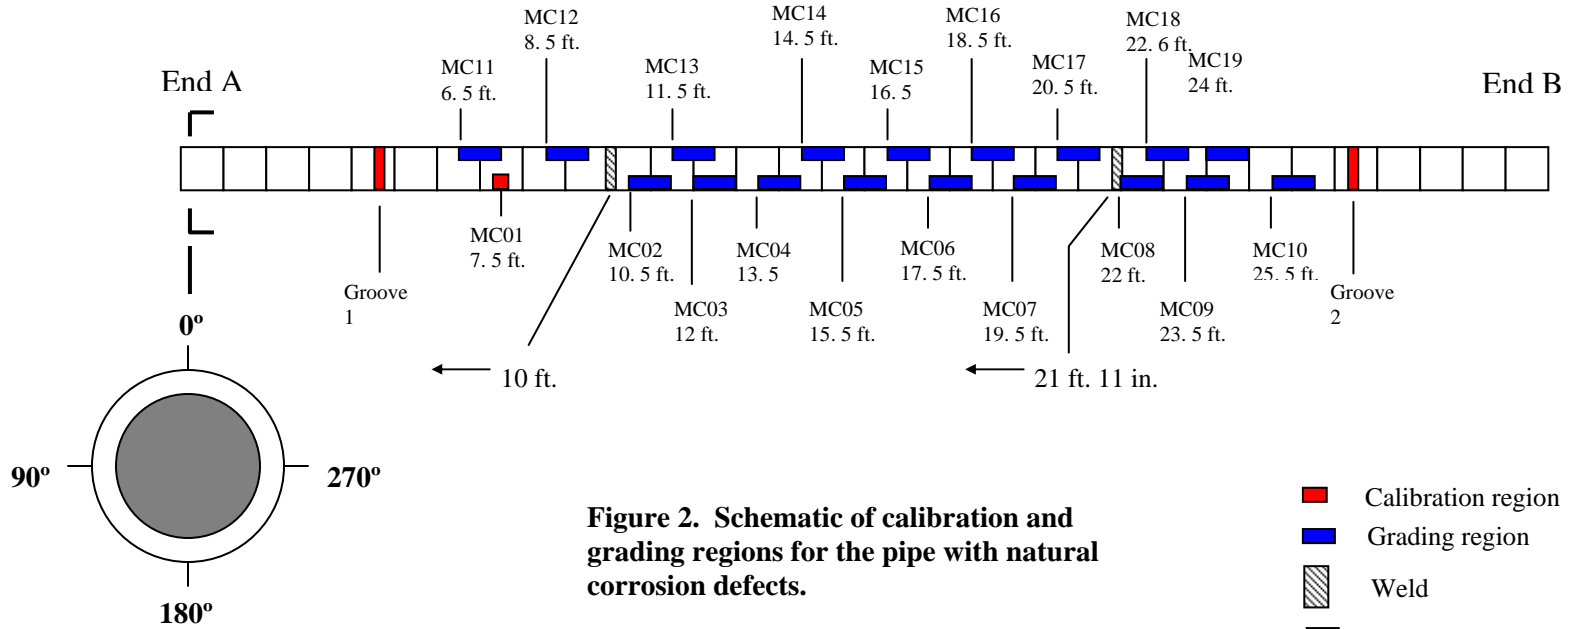 MC12
8. 5 ft.
MC14
14. 5 ft.
MC16
18. 5 ft.
MC18
22. 6 ft.
End A
MC11
6. 5 ft.
MC13
11. 5 ft.
MC15
16. 5
MC17
20. 5 ft.
MC19
24 ft.
End B
MC01
7. 5 ft.
MC02
10. 5 ft.
MC04
13. 5
MC06
17. 5 ft.
MC08
22 ft.
MC10
25. 5 ft.
Groove
1
MC03
12 ft.
MC05
15. 5 ft.
MC07
19. 5 ft.
MC09
23. 5 ft.
Groove
2
0º
10 ft.
21 ft. 11 in.
90º
270º
180º
Figure 2. Schematic of calibration and
grading regions for the pipe with natural
corrosion defects.
Calibration region
Grading region
Weld